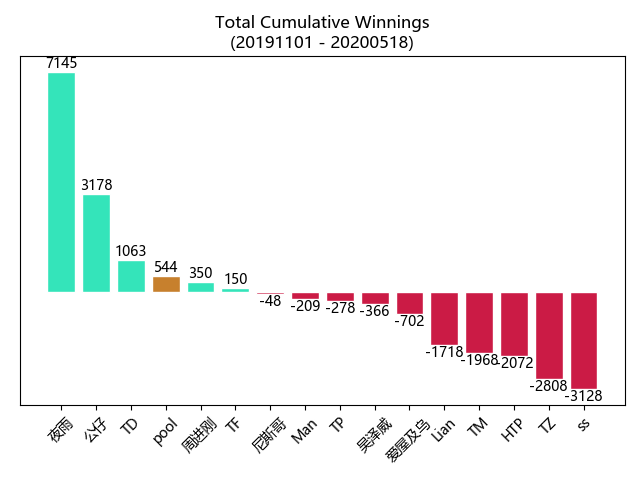 Total Cumulative Winnings
(20191101 - 20200518)
7145
3178
1063
544
350
150
-48
-209
-278
-366
-702
-1718
-1968
-2072
-2808
-3128
夜雨
公仔
TD
pool
周进刚
TF
尼斯哥
Man
TP
吴泽威
爱屋及乌
Lian
TM
HTP
TZ
ss